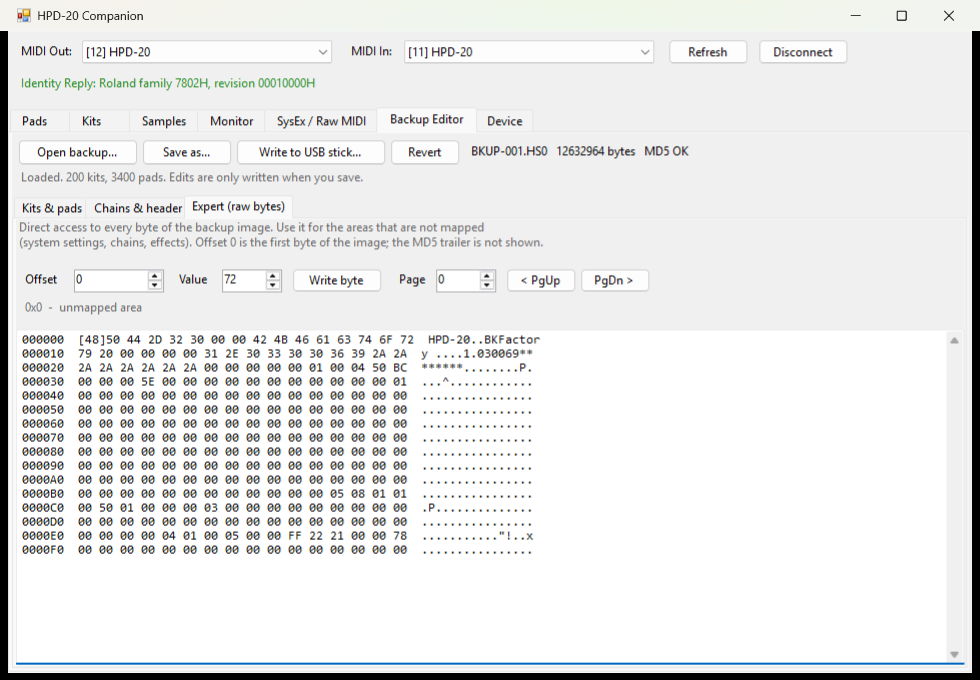 HPD-20 Companion
MIDI Out: [12] HPD-20 MIDI In: [11] HPD-20 Refresh Disconnect
Identity Reply: Roland family 7802H, revision 00010000H
Pads Kits Samples Monitor SysEx / Raw MIDI Backup Editor Device
Open backup... Save as... Write to USB stick... Revert BKUP-001.HS0 12632964 bytes MD5 OK
Loaded. 200 kits, 3400 pads. Edits are only written when you save.
Kits & pads Chains & header Expert (raw bytes)
Direct access to every byte of the backup image. Use it for the areas that are not mapped
(system settings, chains, effects). Offset 0 is the first byte of the image; the MD5 trailer is not shown.
Offset 0 Value 72 Write byte Page 0 < PgUp PgDn >
0x0 - unmapped area
000000 [48]50 44 2D 32 30 00 00 42 4B 46 61 63 74 6F 72 HPD-20..BKFactor
000010 79 20 00 00 00 00 31 2E 30 33 30 30 36 39 2A 2A y ....1.030069**
000020 2A 2A 2A 2A 2A 2A 00 00 00 00 00 01 00 04 50 BC ******........P.
000030 00 00 00 5E 00 00 00 00 00 00 00 00 00 00 00 01 ...^............
000040 00 00 00 00 00 00 00 00 00 00 00 00 00 00 00 00 ................
000050 00 00 00 00 00 00 00 00 00 00 00 00 00 00 00 00 ................
000060 00 00 00 00 00 00 00 00 00 00 00 00 00 00 00 00 ................
000070 00 00 00 00 00 00 00 00 00 00 00 00 00 00 00 00 ................
000080 00 00 00 00 00 00 00 00 00 00 00 00 00 00 00 00 ................
000090 00 00 00 00 00 00 00 00 00 00 00 00 00 00 00 00 ................
0000A0 00 00 00 00 00 00 00 00 00 00 00 00 00 00 00 00 ................
0000B0 00 00 00 00 00 00 00 00 00 00 00 00 05 08 01 01 ................
0000C0 00 50 01 00 00 00 03 00 00 00 00 00 00 00 00 00 .P..............
0000D0 00 00 00 00 00 00 00 00 00 00 00 00 00 00 00 00 ................
0000E0 00 00 00 00 04 01 00 05 00 00 FF 22 21 00 00 78 ..........."!..x
0000F0 00 00 00 00 00 00 00 00 00 00 00 00 00 00 00 00 ................